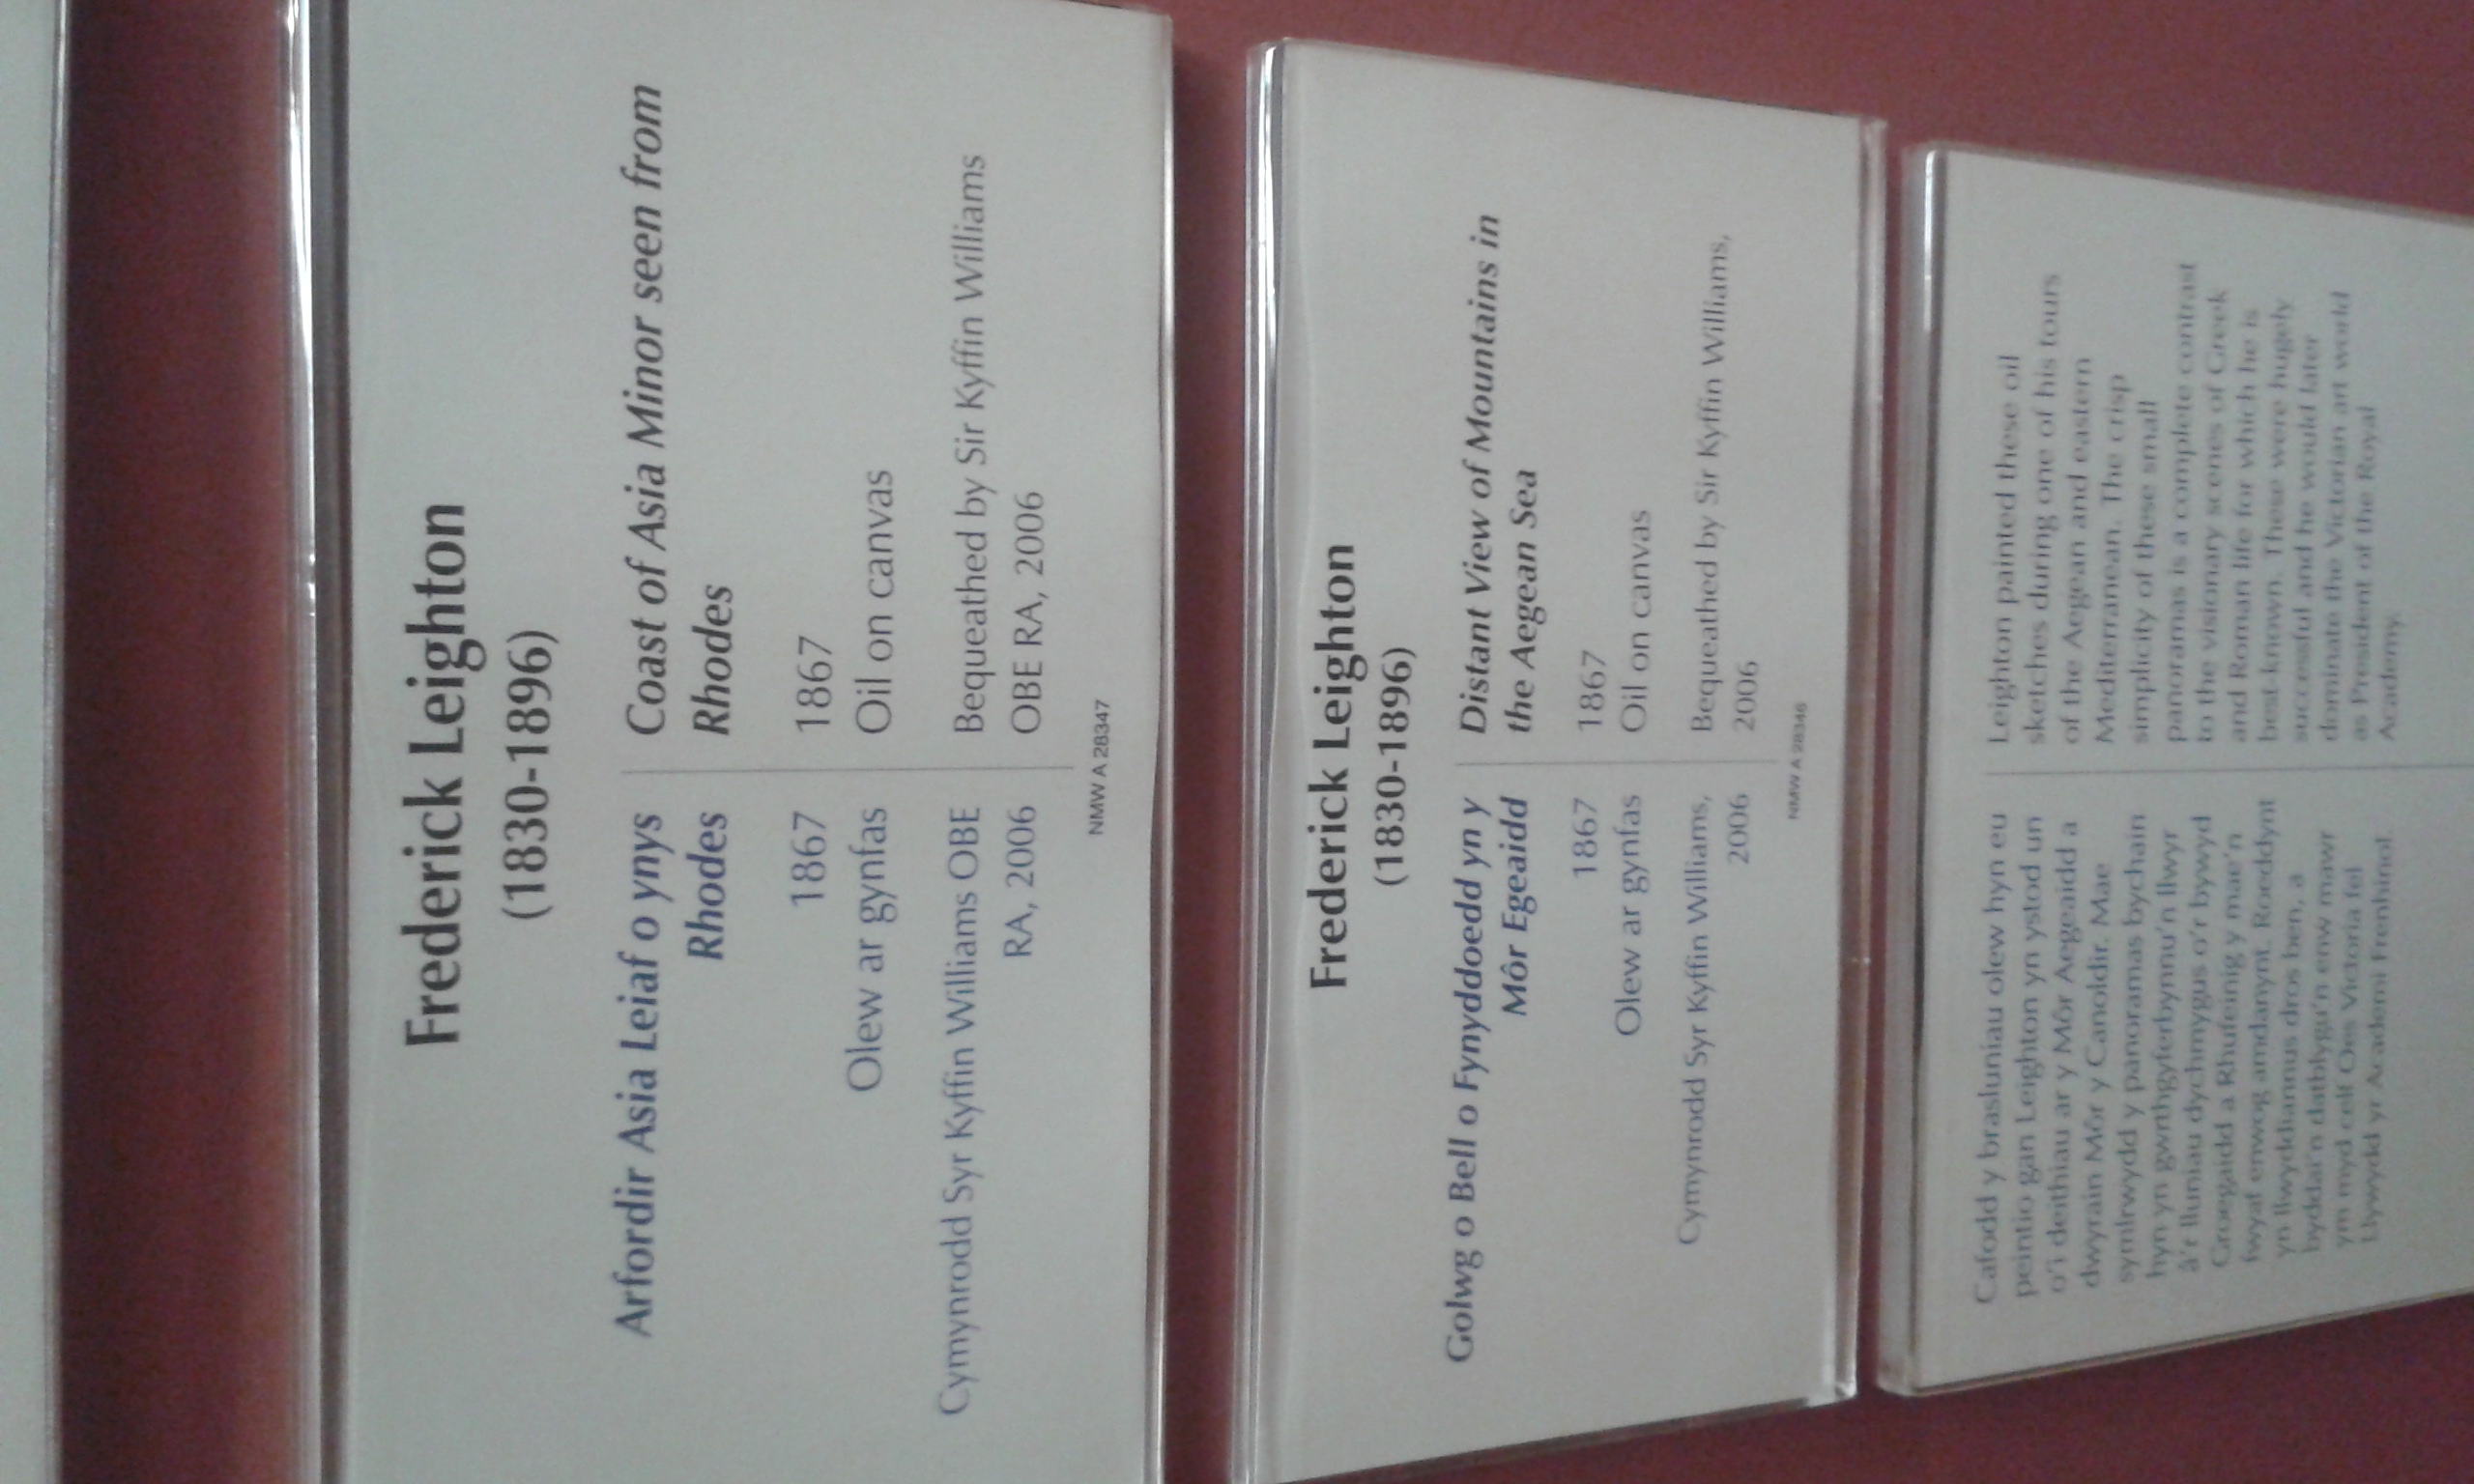 Frederick Leighton
(1830-1896)
Arfordir Asia Leiaf o ynys
Rhodes
1867
Olew ar gynfas
Cymynrodd Syr Kyffin Williams OBE
RA, 2006
Coast of Asia Minor seen from
Rhodes
1867
Oil on canvas
Bequeathed by Sir Kyffin Williams
OBE RA, 2006
NMW A 28347
Frederick Leighton
(1830-1896)
Golwg o Bell o Fynyddoedd yn y
Môr Egeaidd
1867
Olew ar gynfas
Cymynrodd Syr Kyffin Williams,
2006
Distant View of Mountains in
the Aegean Sea
1867
Oil on canvas
Bequeathed by Sir Kyffin Williams,
2006
NMW A 28346
Cafodd y brasluniau olew hyn eu
peintio gan Leighton yn ystod un
o'i deithiau ar y Môr Aegeaidd a
dwyrain Môr y Canoldir. Mae
symlrwydd y panoramas bychain
hyn yn gwrthgyferbynnu'n llwyr
â'r lluniau dychmygus o'r bywyd
Groegaidd a Rhufeinig y mae'n
fwyaf enwog amdanynt. Roeddynt
yn llwyddiannus dros ben, a
byddai'n datblygu'n enw mawr
ym myd celf Oes Victoria fel
Llywydd yr Academi Frenhinol.
Leighton painted these oil
sketches during one of his tours
of the Aegean and eastern
Mediterranean. The crisp
simplicity of these small
panoramas is a complete contrast
to the visionary scenes of Greek
and Roman life for which he is
best-known. These were hugely
successful and he would later
dominate the Victorian art world
as President of the Royal
Academy.